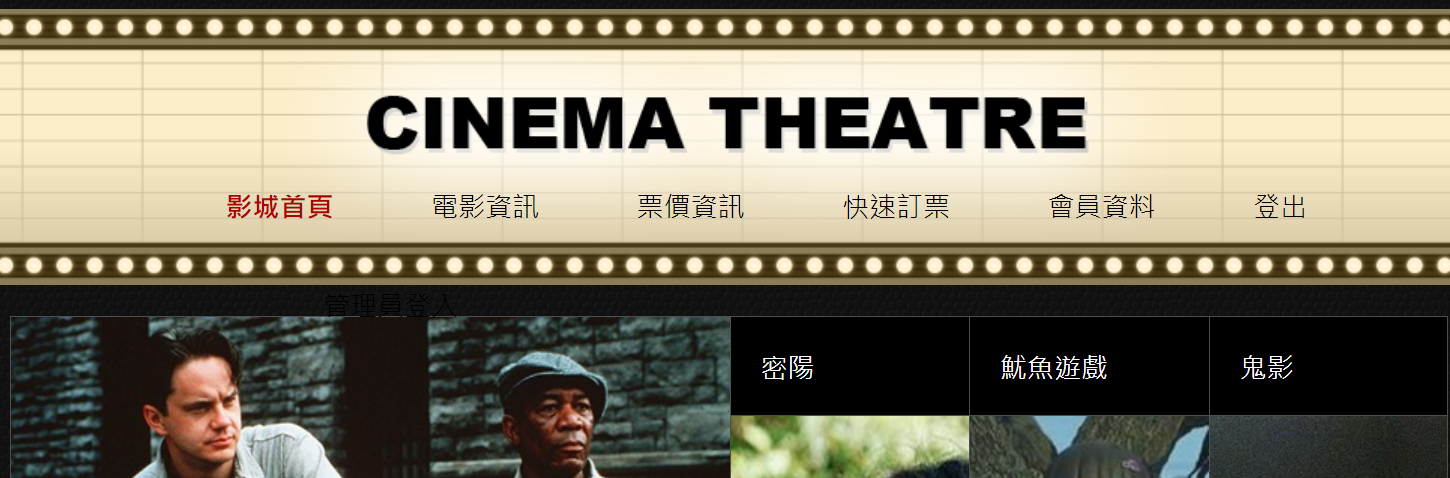 CINEMA THEATRE
影城首頁 電影資訊 票價資訊 快速訂票 會員資料 登出
管理員登入
密陽 魷魚遊戲 鬼影